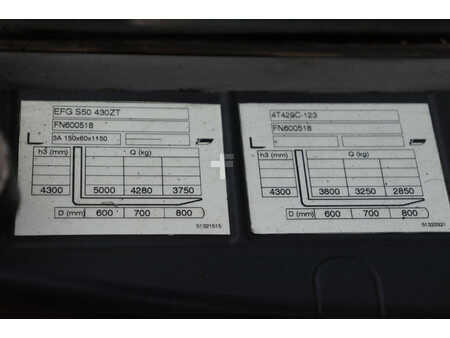 EFG S50 430ZT
FN600518
3A 150x60x1150
h3 (mm) Q (kg)
4300 5000 4280 3750
D (mm) 600 700 800
51321515
4T429C-123
FN600518
h3 (mm) Q (kg)
4300 3800 3250 2850
D (mm) 600 700 800